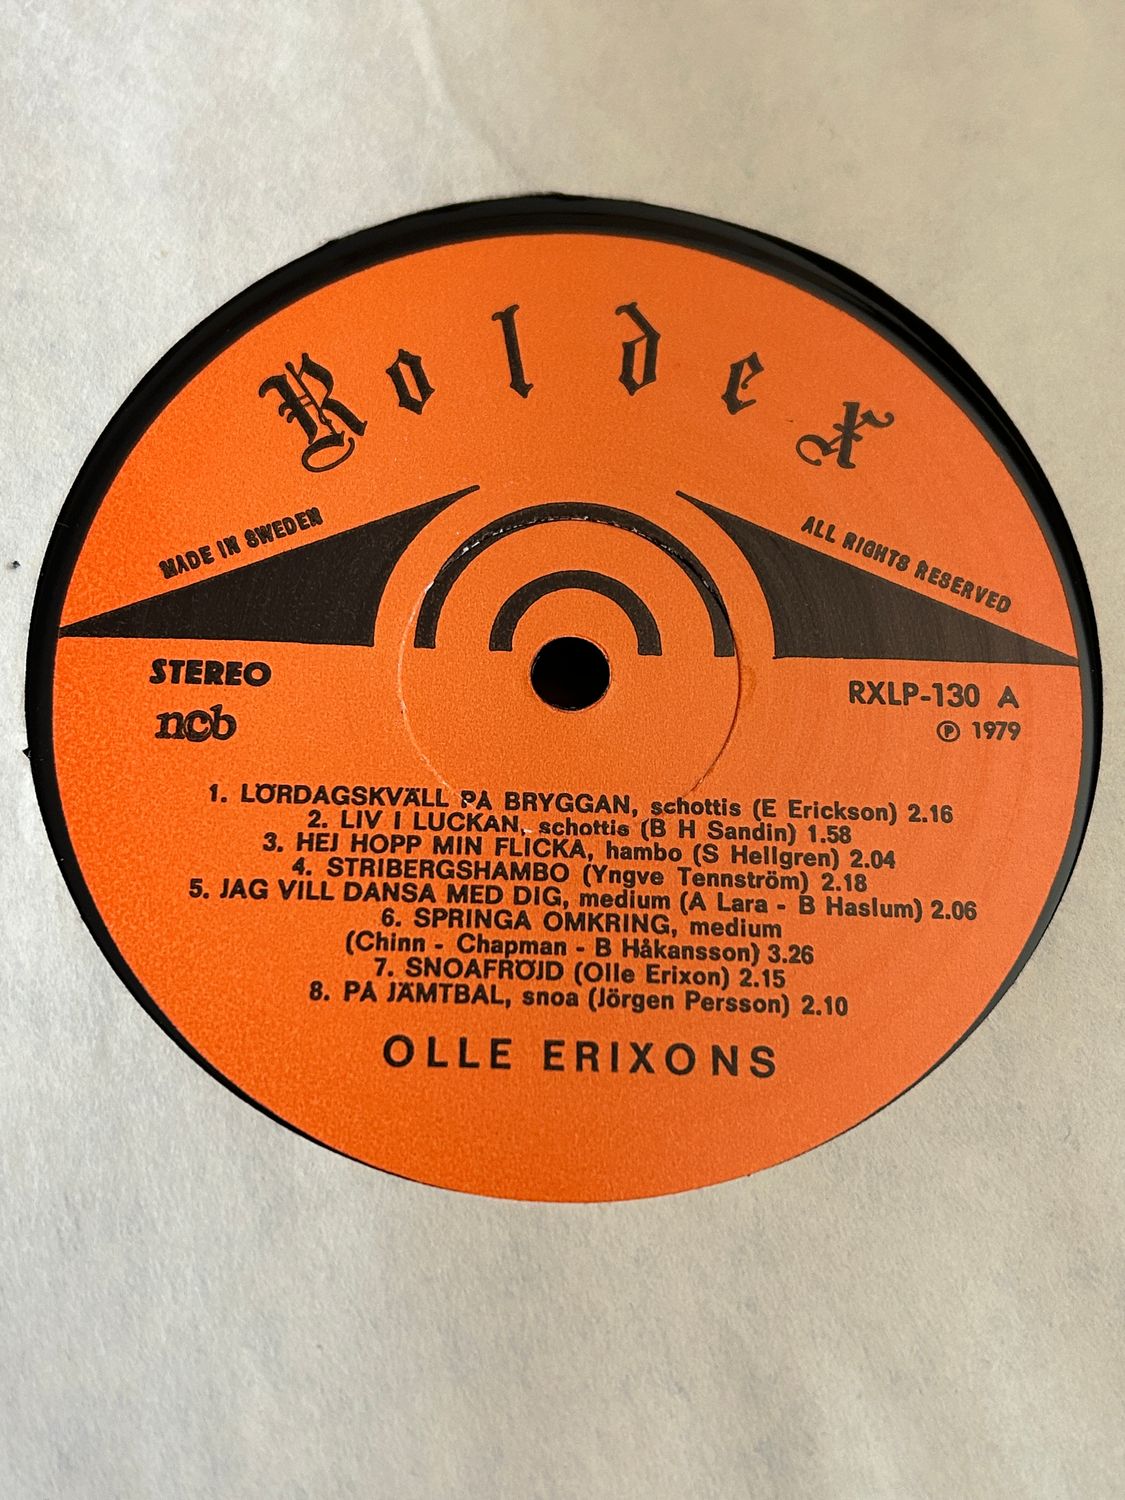 Roldex
MADE IN SWEDEN
ALL RIGHTS RESERVED
STEREO
ncb
RXLP-130 A
Ⓟ 1979
1. LÖRDAGSKVÄLL PÅ BRYGGAN, schottis (E Erickson) 2.16
2. LIV I LUCKAN, schottis (B H Sandin) 1.58
3. HEJ HOPP MIN FLICKA, hambo (S Hellgren) 2.04
4. STRIBERGSHAMBO (Yngve Tennström) 2.18
5. JAG VILL DANSA MED DIG, medium (A Lara - B Haslum) 2.06
6. SPRINGA OMKRING, medium
(Chinn - Chapman - B Håkansson) 3.26
7. SNOAFRÖJD (Olle Erixon) 2.15
8. PÅ JÄMTBAL, snoa (Jörgen Persson) 2.10
OLLE ERIXONS